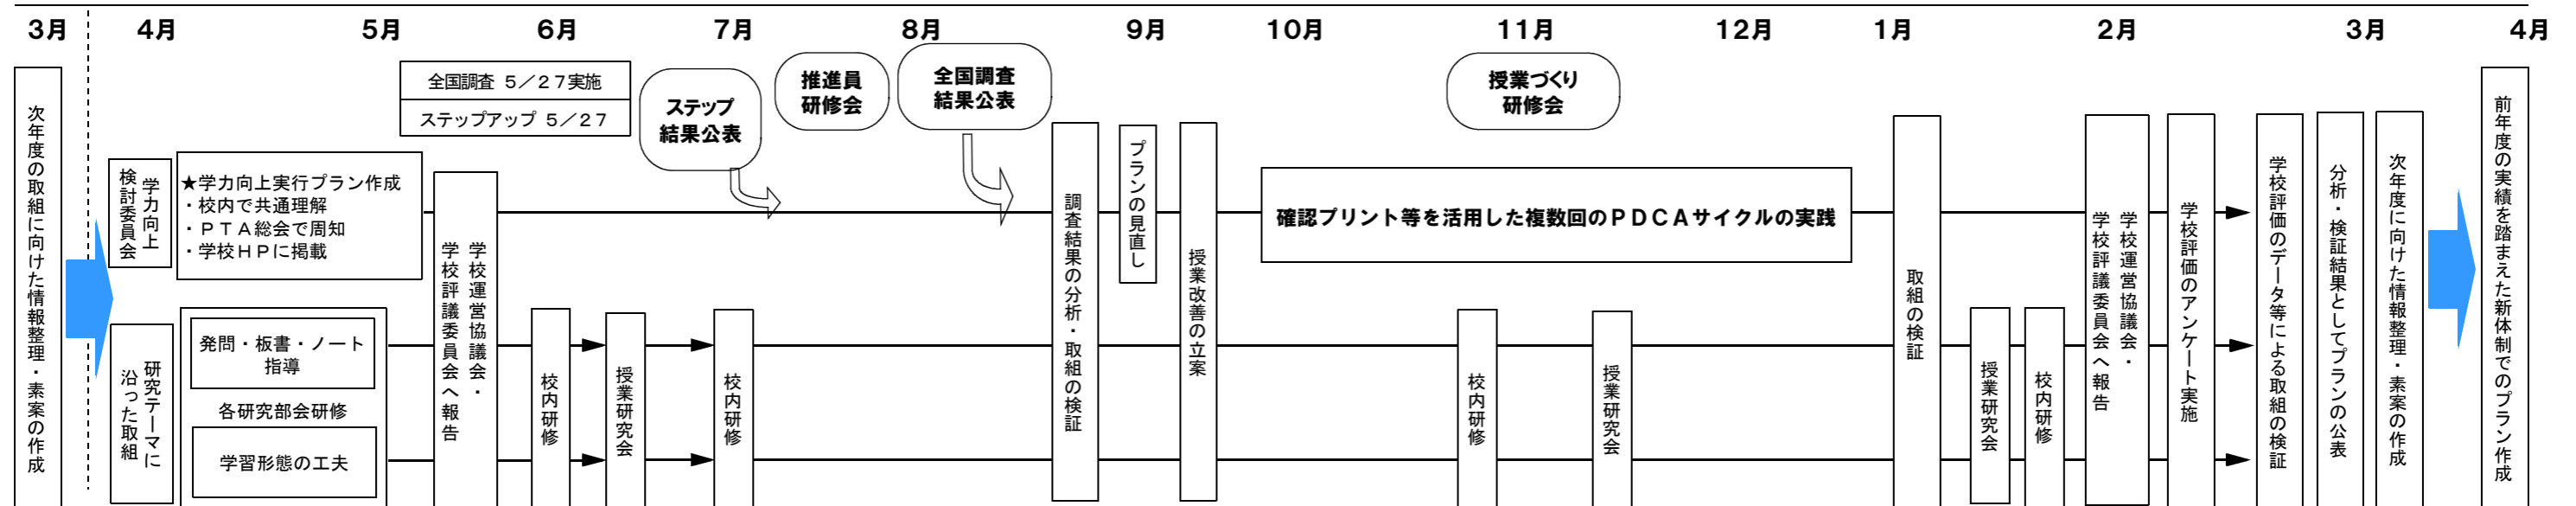 3月
4月
5月
6月
7月
8月
9月
10月
11月
12月
1月
2月
3月
4月
次年度の取組に向けた情報整理・素案の作成
学力向上
検討委員会
★学力向上実行プラン作成
・校内で共通理解
・ＰＴＡ総会で周知
・学校ＨＰに掲載
研究テーマに
沿った取組
発問・板書・ノート
指導
各研究部会研修
学習形態の工夫
全国調査 ５／２７実施
ステップアップ ５／２７
学校運営協議会・
学校評議委員会へ報告
校内研修
授業研究会
ステップ
結果公表
校内研修
推進員
研修会
全国調査
結果公表
調査結果の分析・取組の検証
プランの見直し
授業改善の立案
確認プリント等を活用した複数回のＰＤＣＡサイクルの実践
授業づくり
研修会
校内研修
授業研究会
取組の検証
授業研究会
校内研修
学校運営協議会・
学校評議委員会へ報告
学校評価のアンケート実施
学校評価のデータ等による取組の検証
分析・検証結果としてプランの公表
次年度に向けた情報整理・素案の作成
前年度の実績を踏まえた新体制でのプラン作成